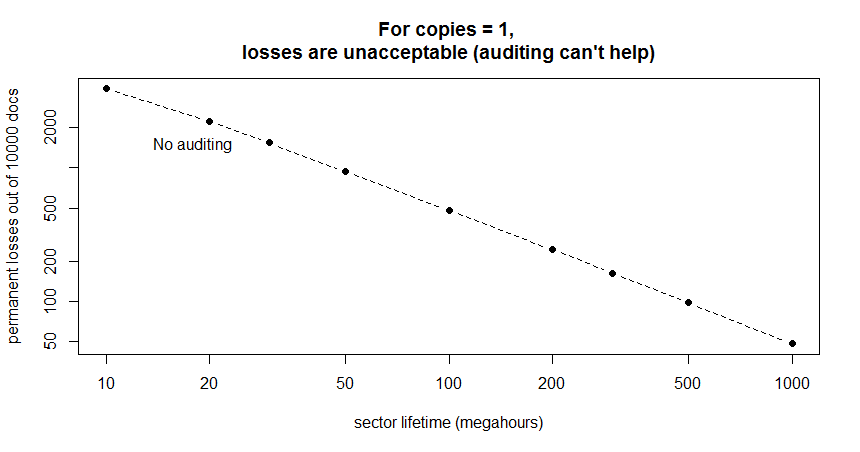 For copies = 1,
losses are unacceptable (auditing can't help)
permanent losses out of 10000 docs
2000
500
200
100
50
No auditing
10
20
50
100
200
500
1000
sector lifetime (megahours)